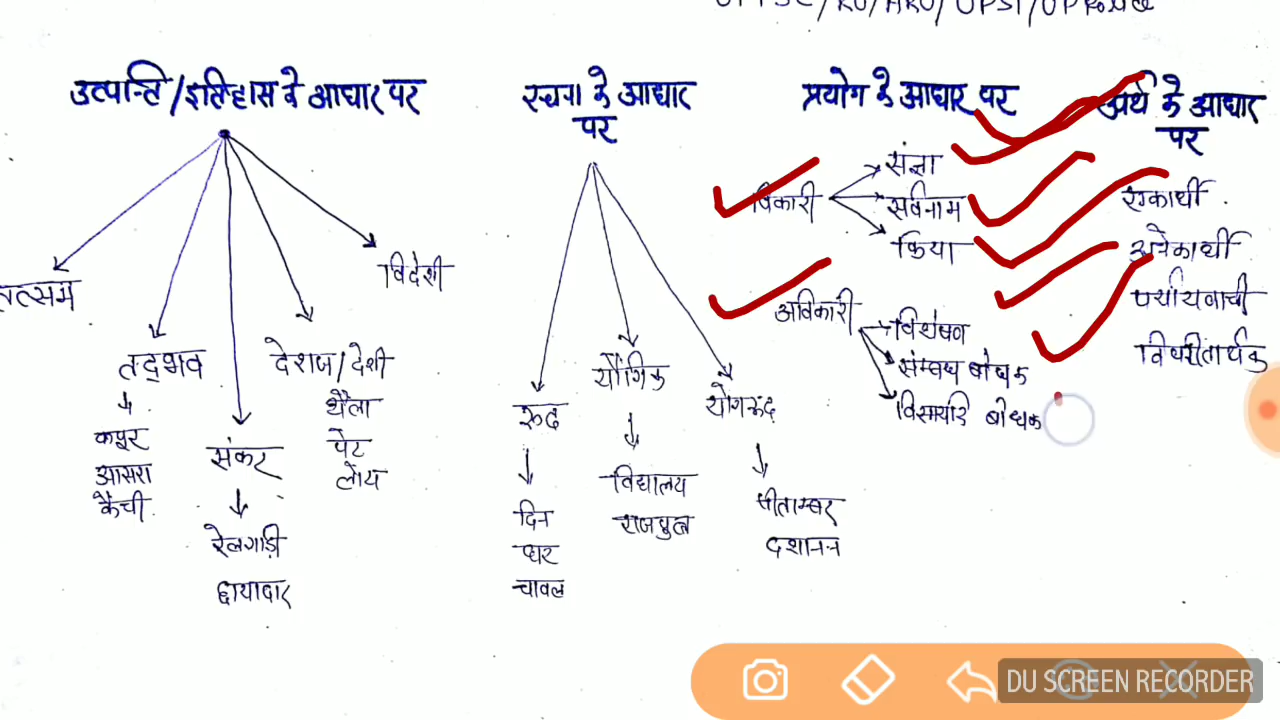 उत्पत्ति/इतिहास के आधार पर
तत्सम
तद्भव
कपूर
आसरा
कैंची
संकर
रेलगाड़ी
छायादार
देशज/देशी
थैला
पेट
विदेशी
रचना के आधार
पर
रूढ़
दिन
घर
चावल
यौगिक
विद्यालय
राजपुत्र
योगरूढ़
पीताम्बर
दशानन
प्रयोग के आधार पर
विकारी
संज्ञा
सर्वनाम
क्रिया
अविकारी
विशेषण
सम्बंध बोधक
विस्मयादि बोधक
अर्थ के आधार
पर
एकार्थी
अनेकार्थी
पर्यायवाची
विपरीतार्थक
DU SCREEN RECORDER